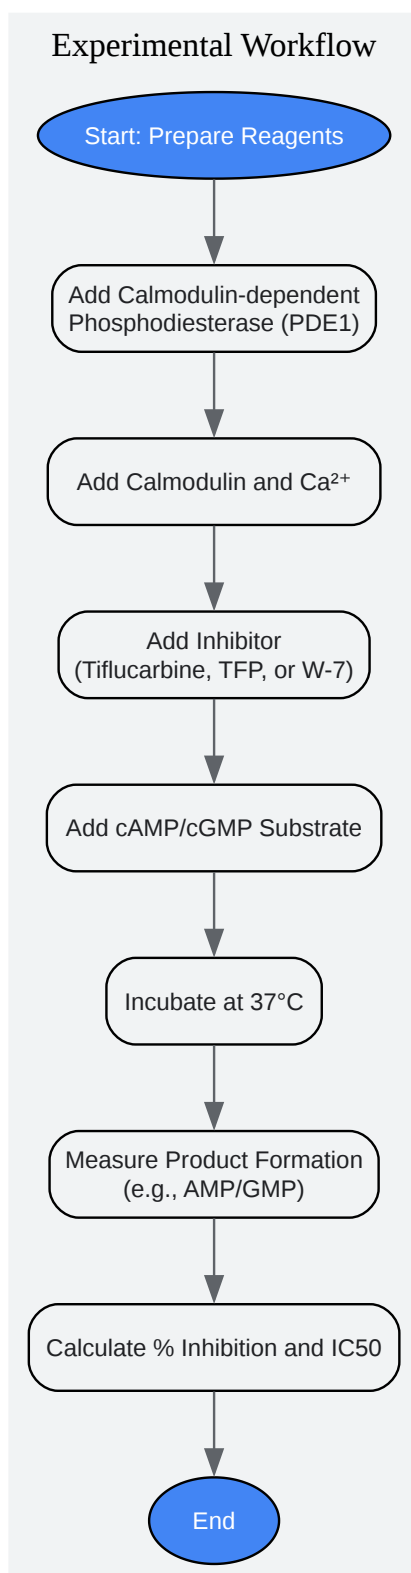 Experimental Workflow
Start: Prepare Reagents
Add Calmodulin-dependent
Phosphodiesterase (PDE1)
Add Calmodulin and Ca²⁺
Add Inhibitor
(Tiflucarbine, TFP, or W-7)
Add cAMP/cGMP Substrate
Incubate at 37°C
Measure Product Formation
(e.g., AMP/GMP)
Calculate % Inhibition and IC50
End